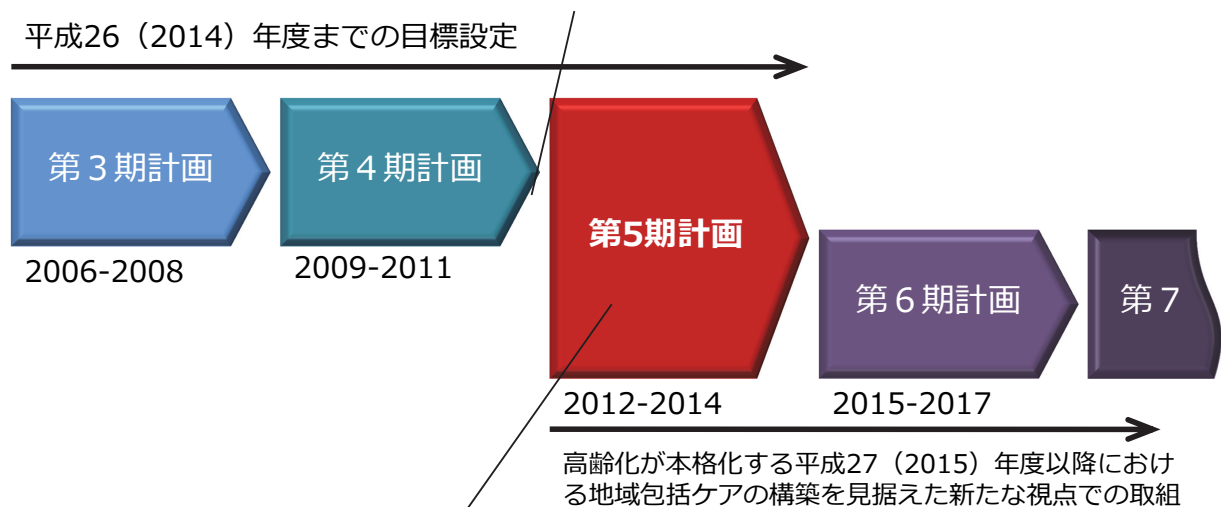 平成26（2014）年度までの目標設定
第３期計画
第４期計画
第5期計画
第６期計画
第７
2006-2008
2009-2011
2012-2014
2015-2017
高齢化が本格化する平成27（2015）年度以降におけ
る地域包括ケアの構築を見据えた新たな視点での取組